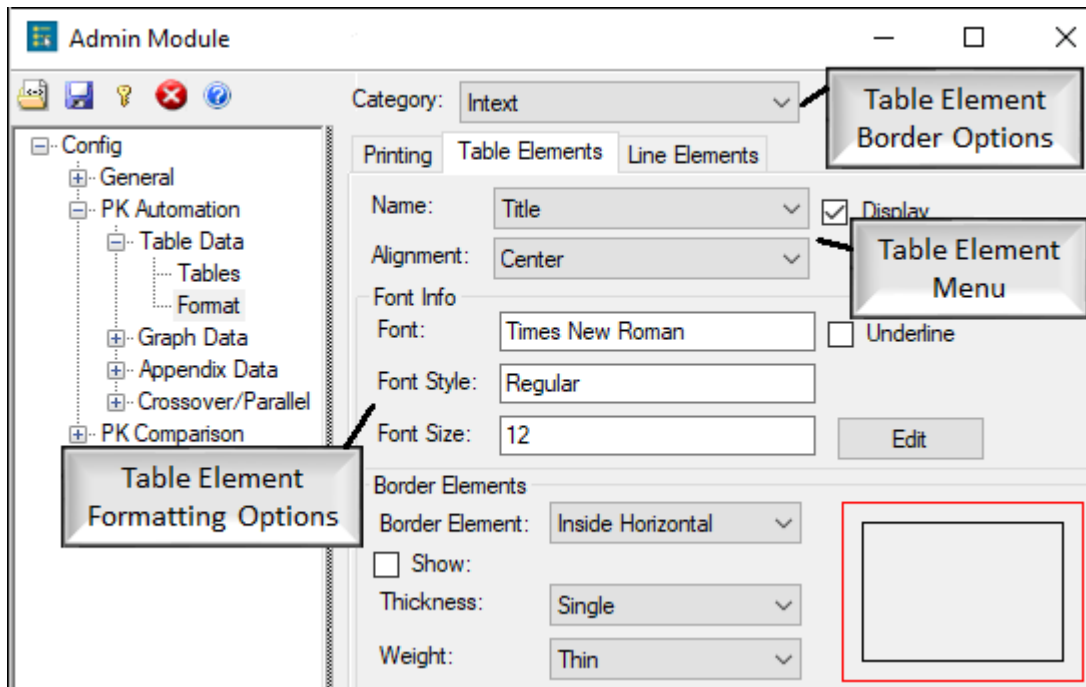 Admin Module
Category: Intext
Table Element
Border Options
Config
General
PK Automation
Table Data
Tables
Format
Graph Data
Appendix Data
Crossover/Parallel
PK Comparison
Printing Table Elements Line Elements
Name: Title Display
Alignment: Center
Table Element
Menu
Font Info
Font: Times New Roman Underline
Font Style: Regular
Font Size: 12 Edit
Table Element
Formatting Options
Border Elements
Border Element: Inside Horizontal
Show:
Thickness: Single
Weight: Thin